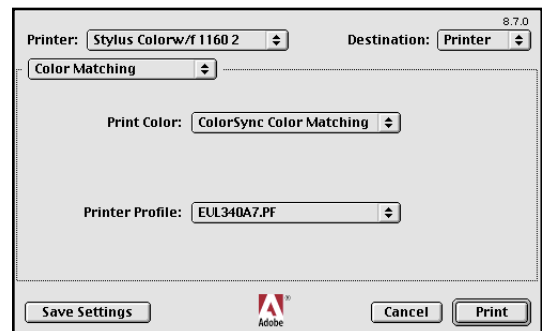 8.7.0
Printer: Stylus Colorw/f 1160 2 Destination: Printer
Color Matching
Print Color: ColorSync Color Matching
Printer Profile: EUL340A7.PF
Save Settings Adobe® Cancel Print